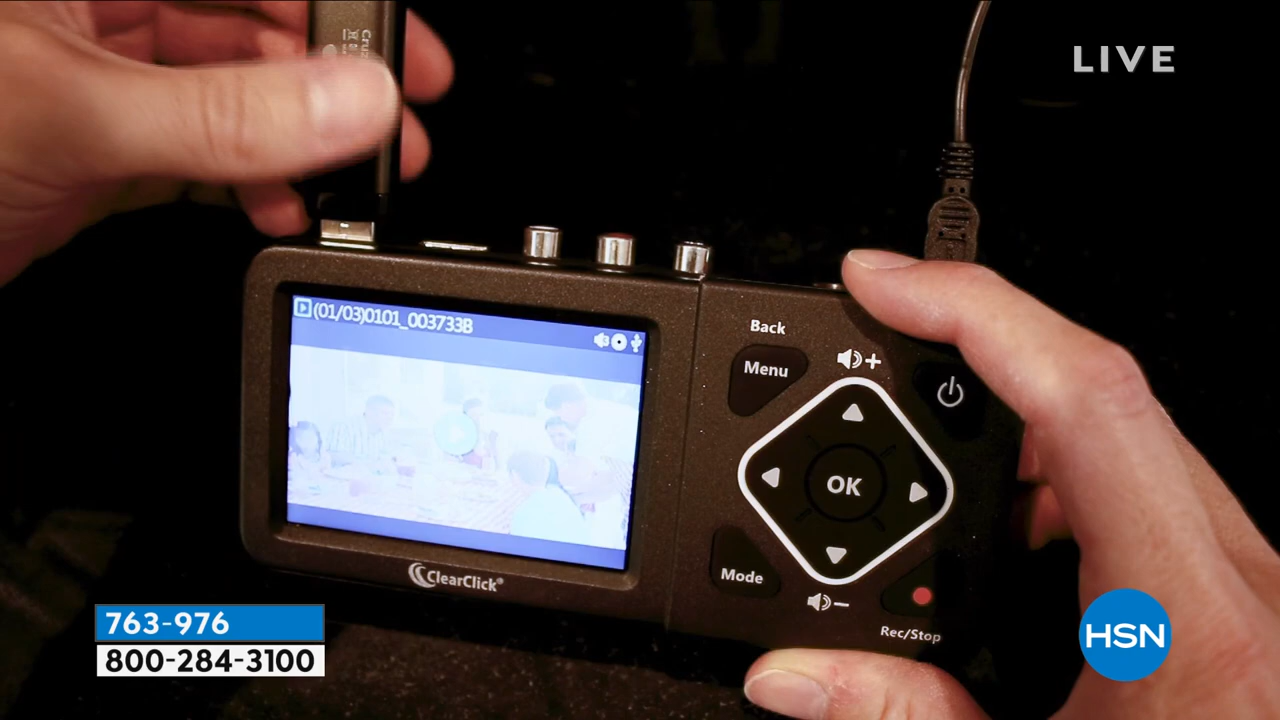 LIVE
(01/03)0101_003733B
Back
Menu
OK
Mode
Rec/Stop
ClearClick®
763-976
800-284-3100
HSN